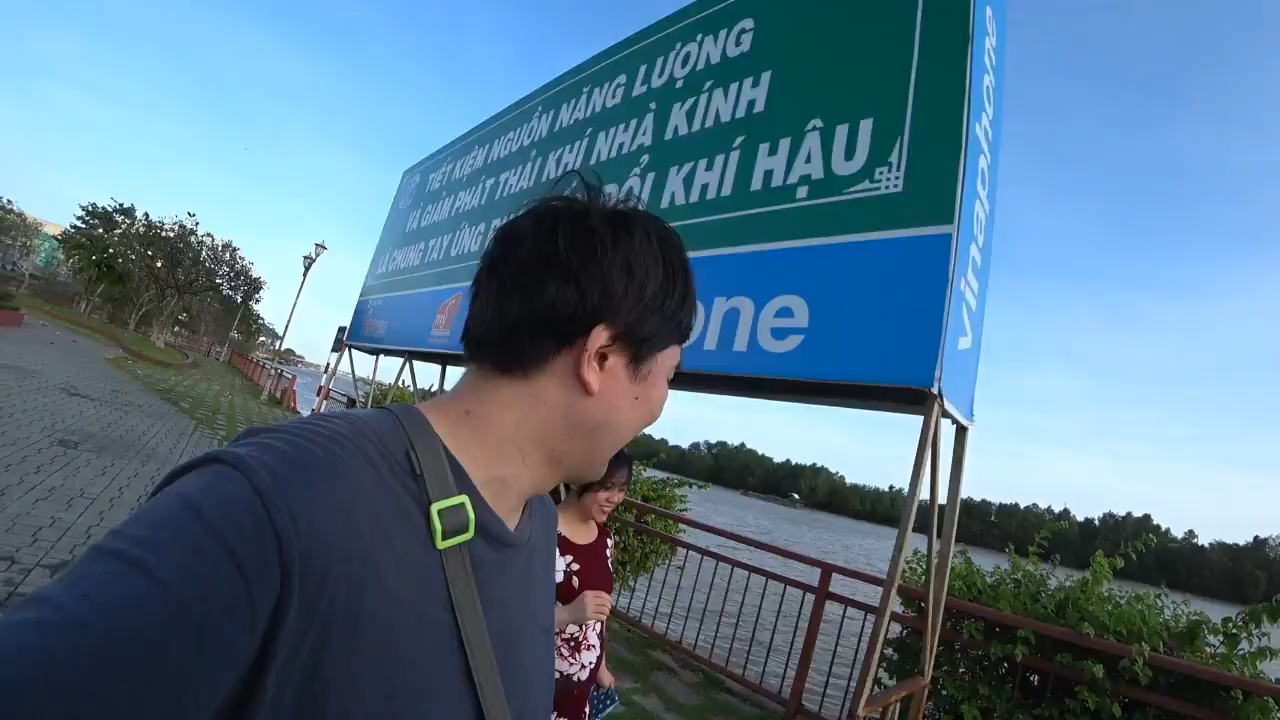 TIẾT KIỆM NGUỒN NĂNG LƯỢNG
VÀ GIẢM PHÁT THẢI KHÍ NHÀ KÍNH
LÀ CHUNG TAY ỨNG ĐỔI KHÍ HẬU
one
vinaphone